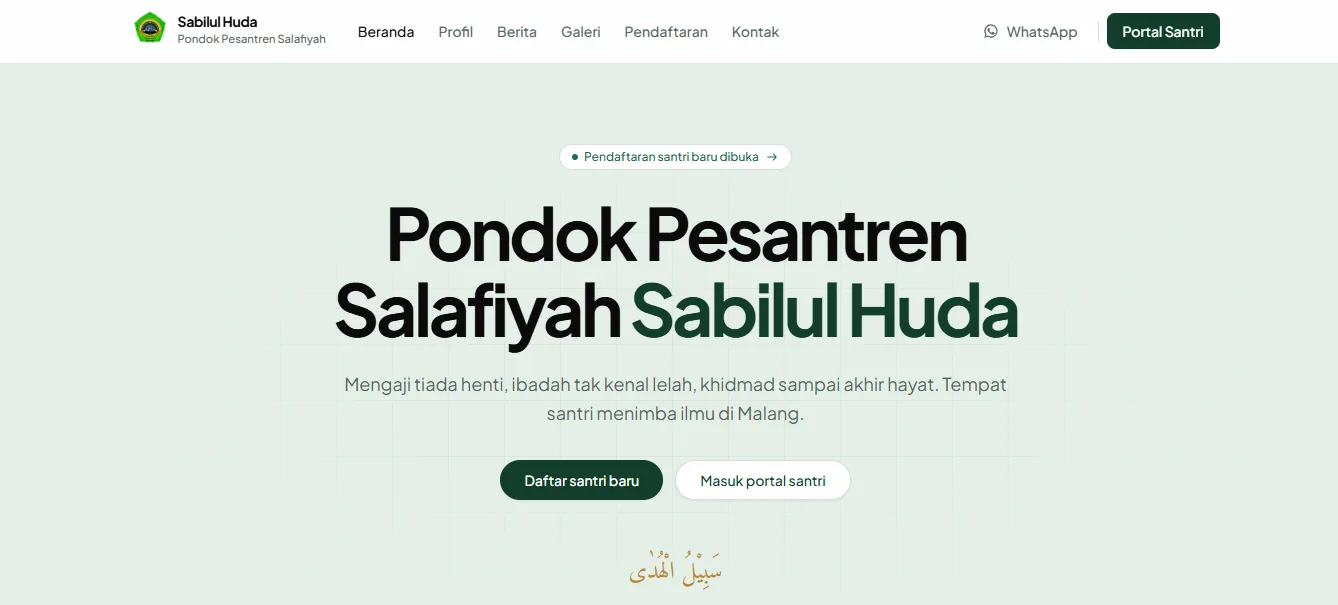 Sabilul Huda
Pondok Pesantren Salafiyah
Beranda
Profil
Berita
Galeri
Pendaftaran
Kontak
WhatsApp
Portal Santri
Pendaftaran santri baru dibuka →
Pondok Pesantren
Salafiyah Sabilul Huda
Mengaji tiada henti, ibadah tak kenal lelah, khidmad sampai akhir hayat. Tempat
santri menimba ilmu di Malang.
Daftar santri baru
Masuk portal santri
سَبِيْلُ الْهُدٰى